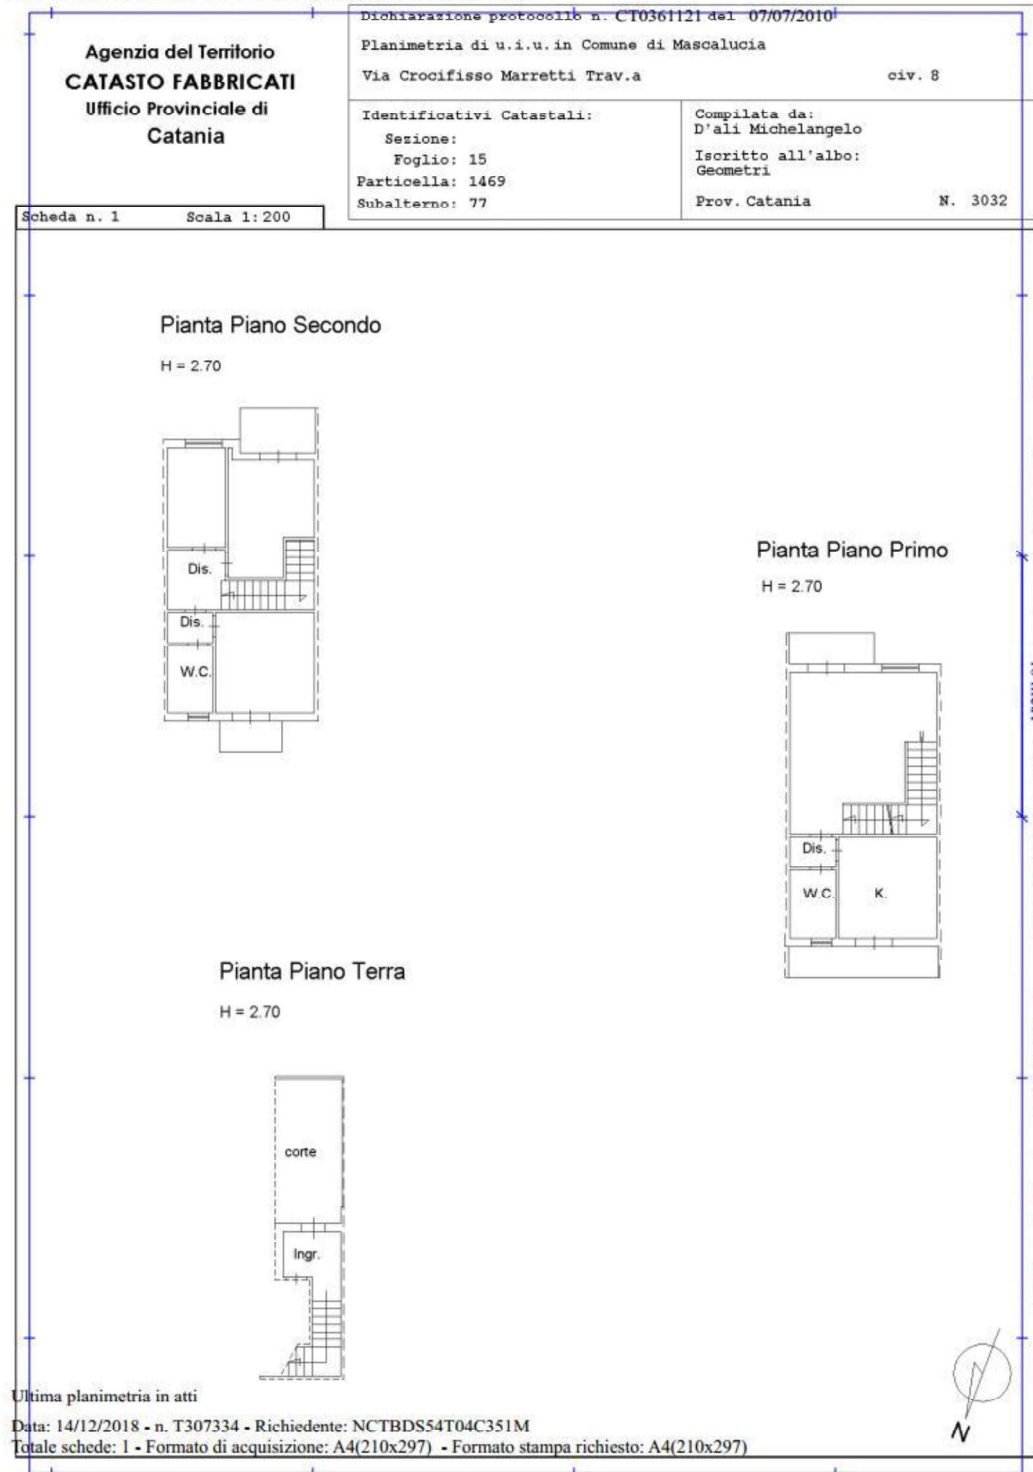 Dichiarazione protocollo n. CT0361121 del 07/07/2010
Agenzia del Territorio
CATASTO FABBRICATI
Ufficio Provinciale di
Catania
Planimetria di u.i.u. in Comune di Mascalucia
Via Crocifisso Marretti Trav.a civ. 8
Identificativi Catastali:
Sezione:
Foglio: 15
Particella: 1469
Subalterno: 77
Compilata da:
D'ali Michelangelo
Iscritto all'albo:
Geometri
Prov. Catania N. 3032
Scheda n. 1 Scala 1:200
Pianta Piano Secondo
H = 2.70
Dis.
Dis.
W.C.
Pianta Piano Primo
H = 2.70
Dis.
W.C. K.
Pianta Piano Terra
H = 2.70
corte
Ingr.
N
Ultima planimetria in atti
Data: 14/12/2018 - n. T307334 - Richiedente: NCTBDS54T04C351M
Totale schede: 1 - Formato di acquisizione: A4(210x297) - Formato stampa richiesto: A4(210x297)